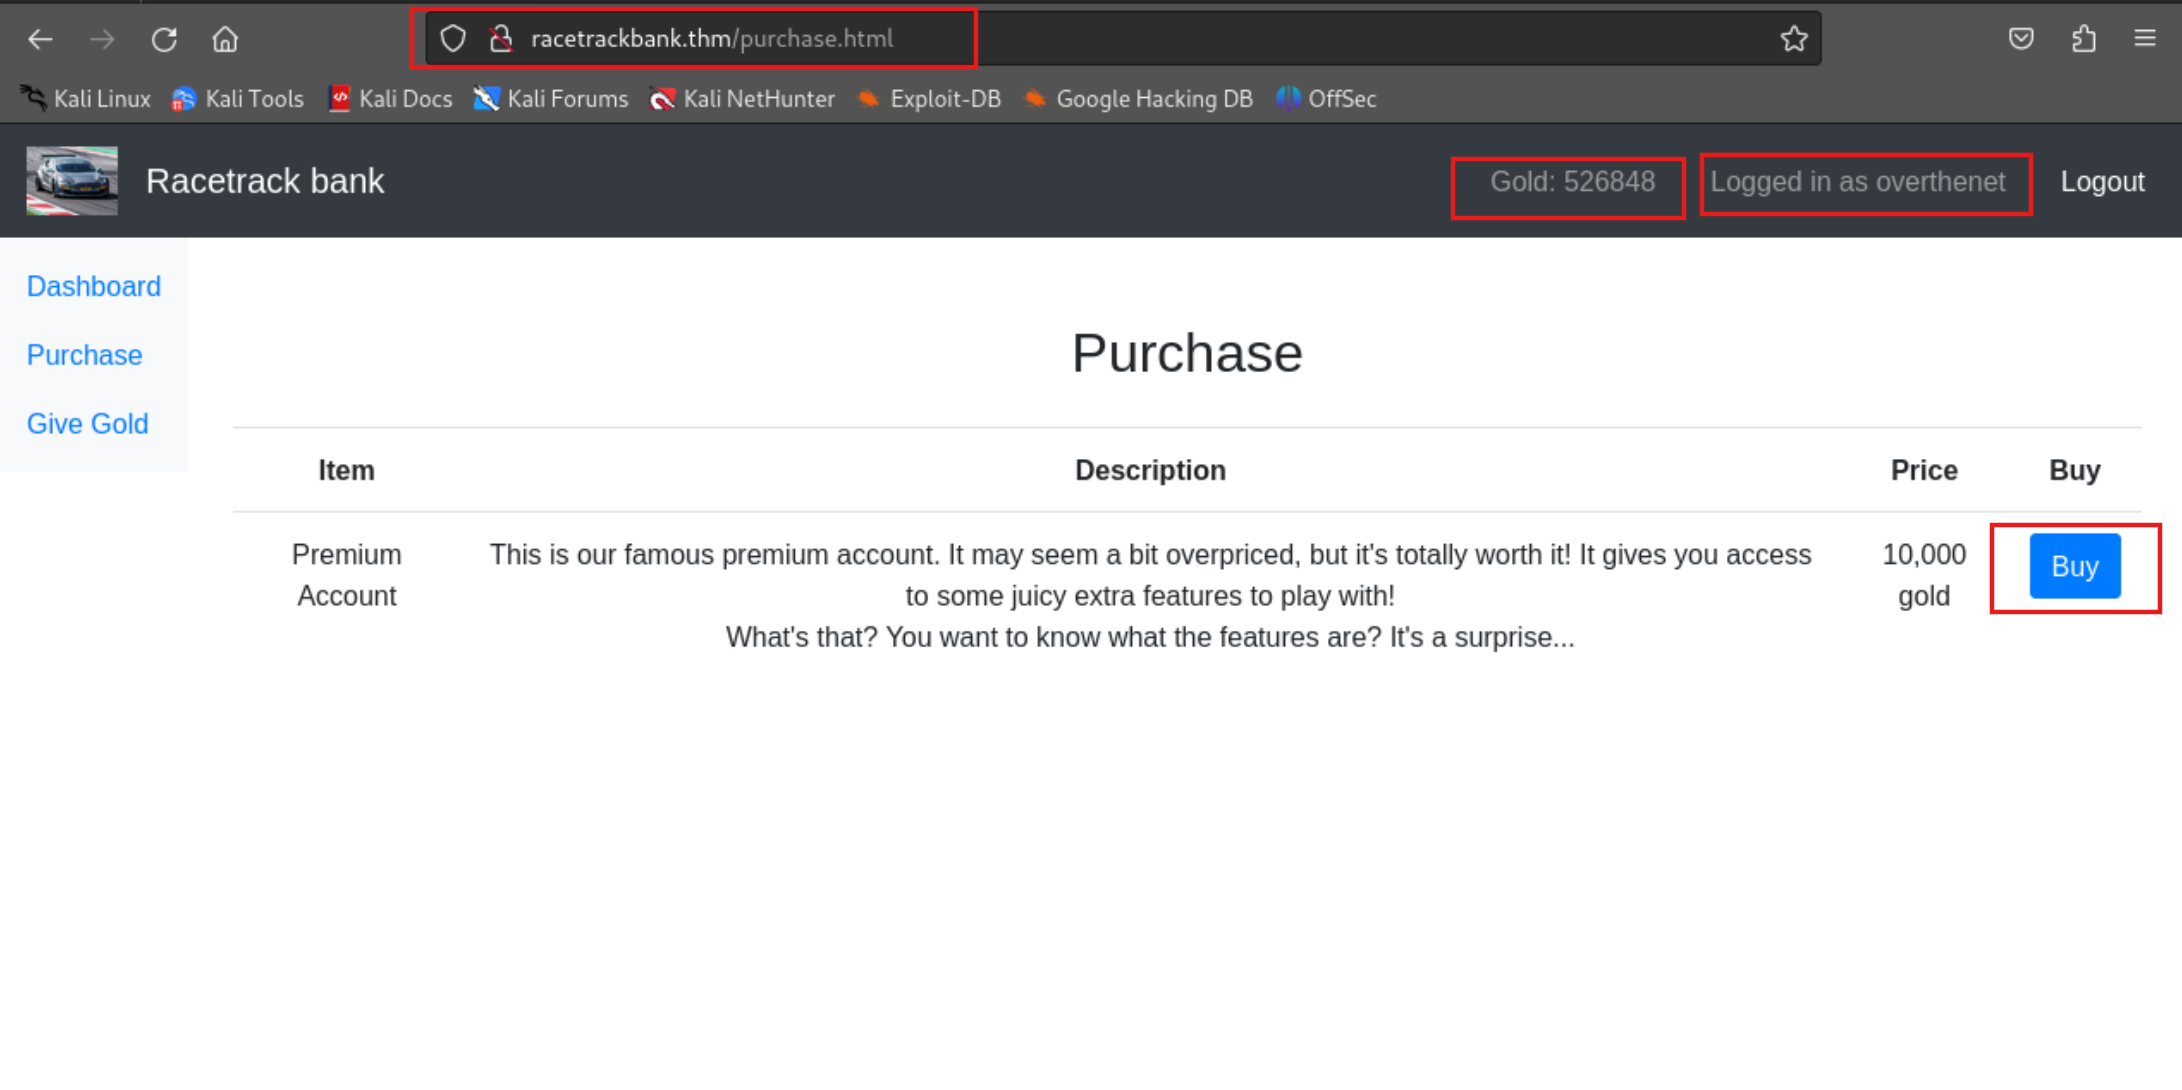 racetrackbank.thm/purchase.html
Kali Linux Kali Tools Kali Docs Kali Forums Kali NetHunter Exploit-DB Google Hacking DB OffSec
Racetrack bank Gold: 526848 Logged in as overthenet Logout
Dashboard
Purchase
Give Gold
Purchase
Item Description Price Buy
Premium Account
This is our famous premium account. It may seem a bit overpriced, but it's totally worth it! It gives you access
to some juicy extra features to play with!
What's that? You want to know what the features are? It's a surprise...
10,000 gold
Buy